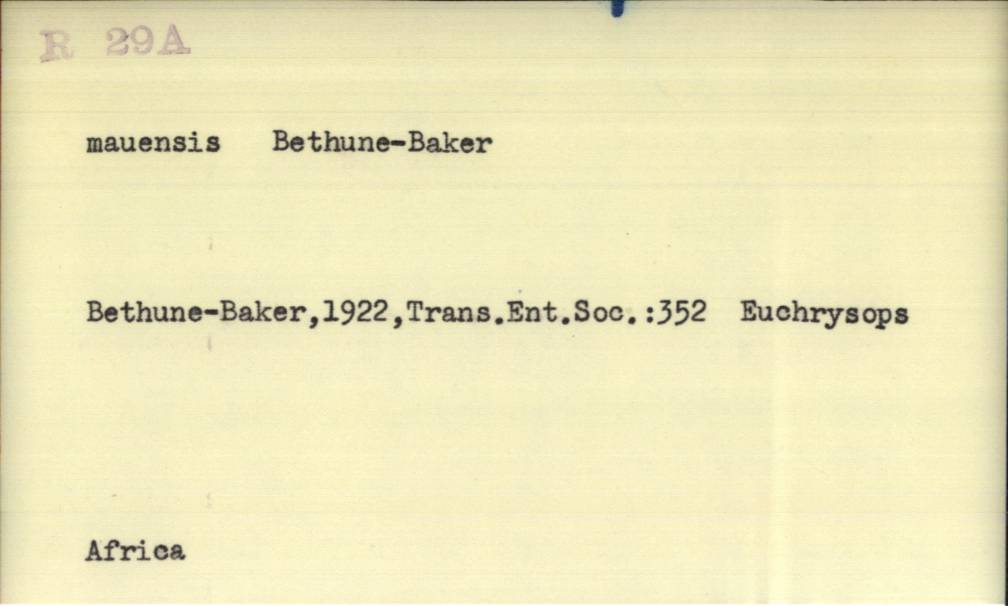 R 29A
mauensis Bethune-Baker
Bethune-Baker,1922,Trans.Ent.Soc.:352 Euchrysops
Africa